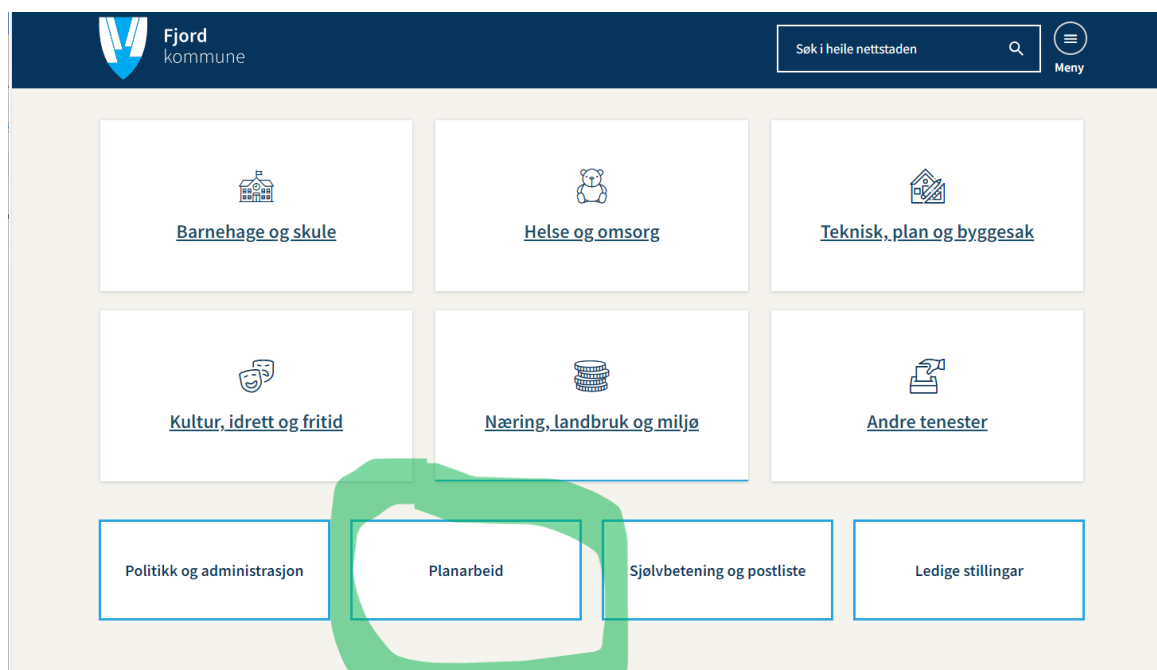 Fjord
kommune
Søk i heile nettstaden
Meny
Barnehage og skule
Helse og omsorg
Teknisk, plan og byggesak
Kultur, idrett og fritid
Næring, landbruk og miljø
Andre tenester
Politikk og administrasjon
Planarbeid
Sjølvbetening og postliste
Ledige stillingar